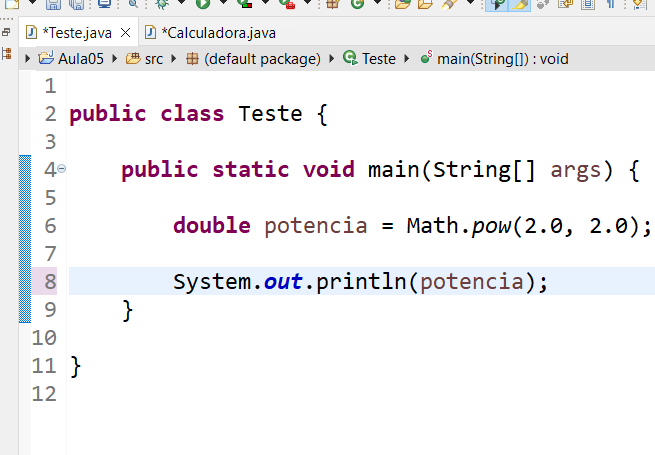 *Teste.java *Calculadora.java
Aula05 src (default package) Teste main(String[]) : void
1
2 public class Teste {
3
4 public static void main(String[] args) {
5
6 double potencia = Math.pow(2.0, 2.0);
7
8 System.out.println(potencia);
9 }
10
11 }
12